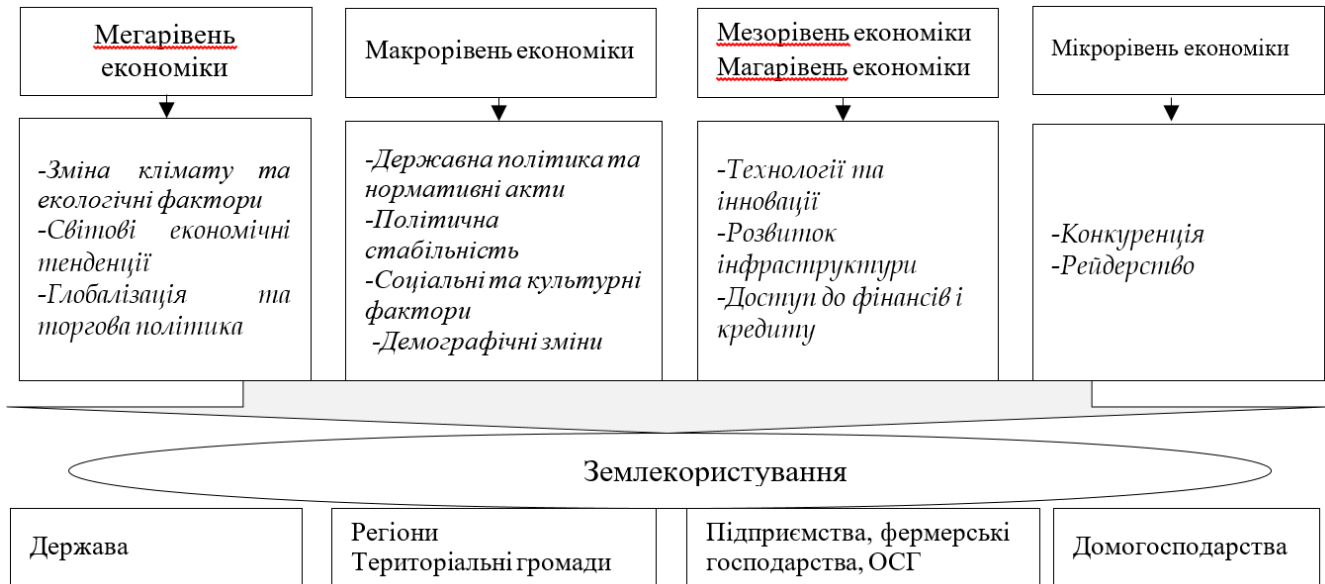 Мегарівень
економіки
Макрорівень економіки
Мезорівень економіки
Магарівень економіки
Мікрорівень економіки
-Зміна клімату та
екологічні фактори
-Світові економічні
тенденції
-Глобалізація та
торгова політика
-Державна політика та
нормативні акти
-Політична
стабільність
-Соціальні та культурні
фактори
-Демографічні зміни
-Технології та
інновації
-Розвиток
інфраструктури
-Доступ до фінансів і
кредиту
-Конкуренція
-Рейдерство
Землекористування
Держава
Регіони
Територіальні громади
Підприємства, фермерські
господарства, ОСГ
Домогосподарства